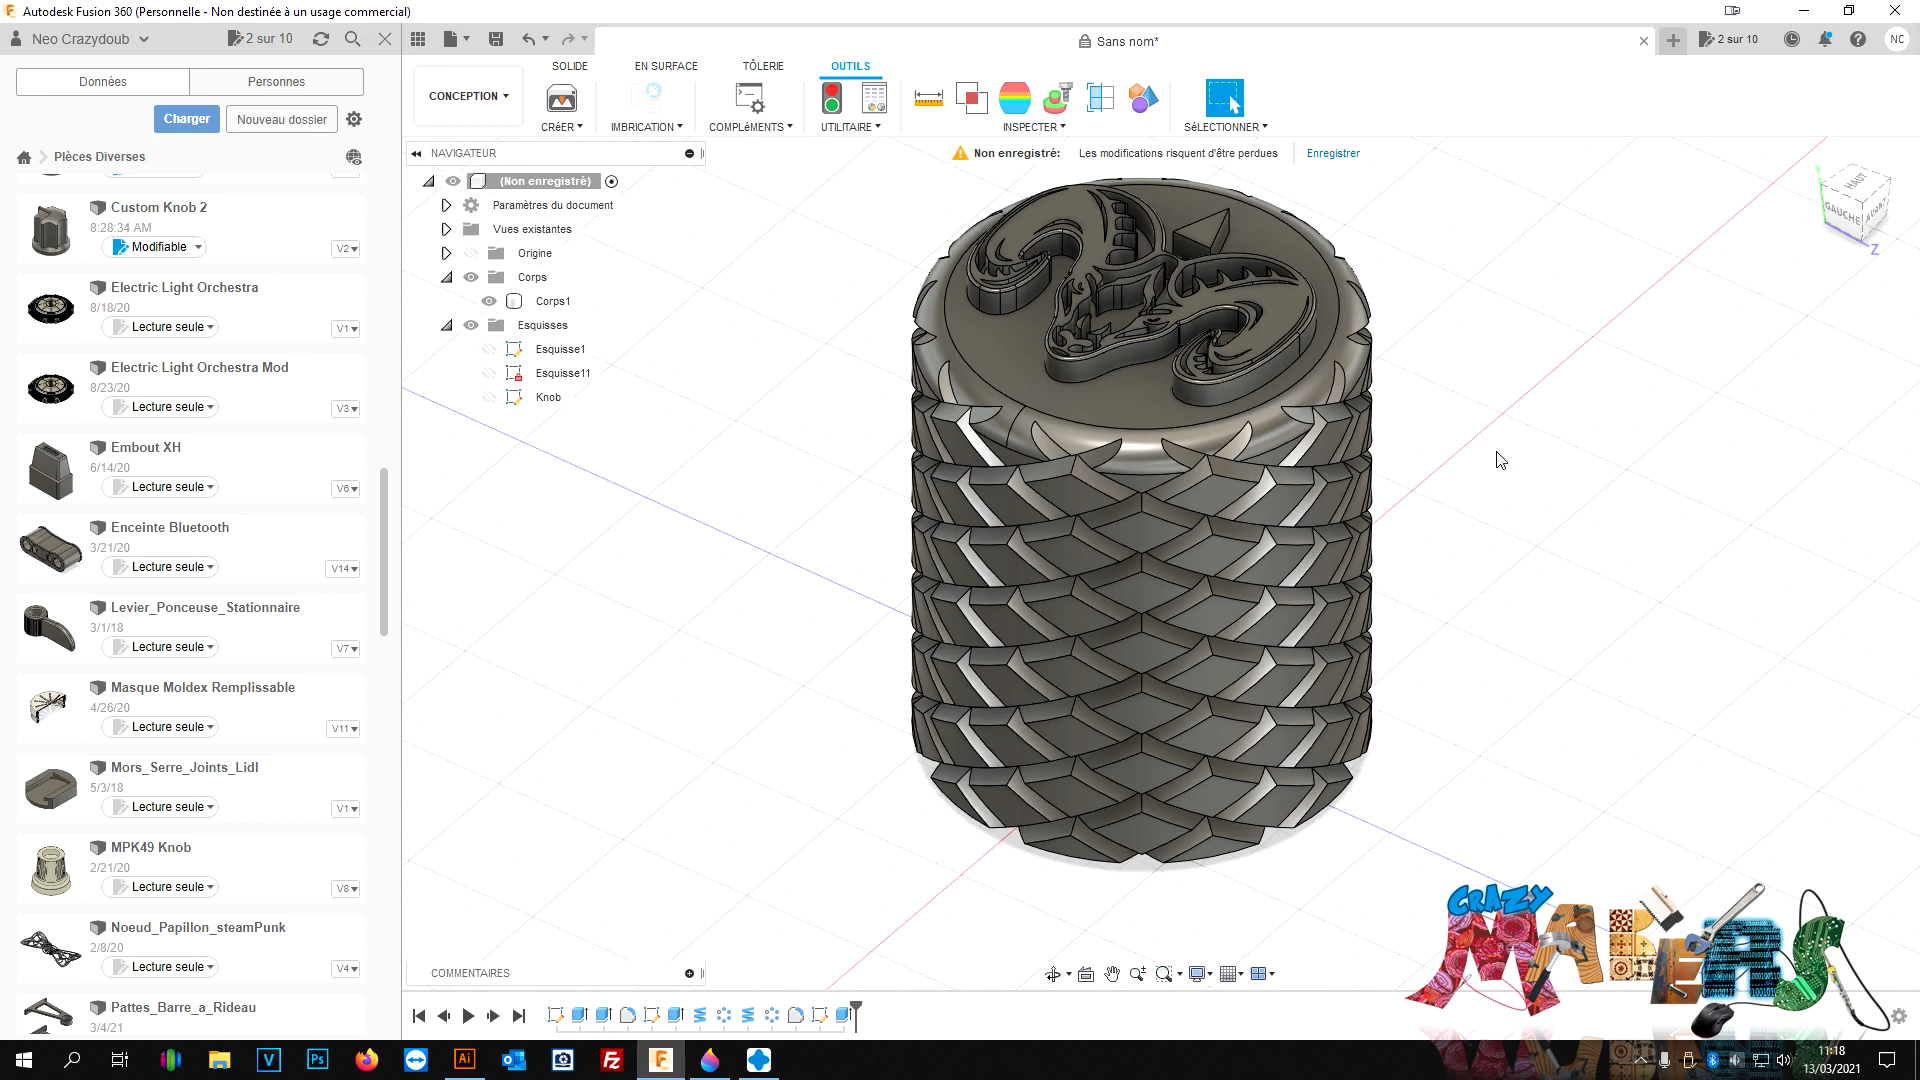 Autodesk Fusion 360 (Personnelle - Non destinée à un usage commercial)
Neo Crazydoub
2 sur 10
Sans nom*
2 sur 10
NC
Données
Personnes
Charger
Nouveau dossier
Plèces Diverses
CONCEPTION
SOLIDE
EN SURFACE
TÔLERIE
OUTILS
CRéER
IMBRICATION
COMPLéMENTS
UTILITAIRE
INSPECTER
SéLECTIONNER
NAVIGATEUR
Non enregistré:
Les modifications risquent d'être perdues
Enregistrer
(Non enregistré)
Paramètres du document
Vues existantes
Origine
Corps
Corps1
Esquisses
Esquisse1
Esquisse11
Knob
HAUT
GAUCHE
AVANT
Y
Z
Custom Knob 2
8:28:34 AM
Modifiable
V2
Electric Light Orchestra
8/18/20
Lecture seule
V1
Electric Light Orchestra Mod
8/23/20
Lecture seule
V3
Embout XH
6/14/20
Lecture seule
V6
Enceinte Bluetooth
3/21/20
Lecture seule
V14
Levier_Ponceuse_Stationnaire
3/1/18
Lecture seule
V7
Masque Moldex Remplissable
4/26/20
Lecture seule
V11
Mors_Serre_Joints_Lidl
5/3/18
Lecture seule
V1
MPK49 Knob
2/21/20
Lecture seule
V8
Noeud_Papillon_steamPunk
2/8/20
Lecture seule
V4
Pattes_Barre_a_Rideau
3/4/21
COMMENTAIRES
CRAZY
MAKERS
V
Ps
Ai
Fz
F
11:18
13/03/2021